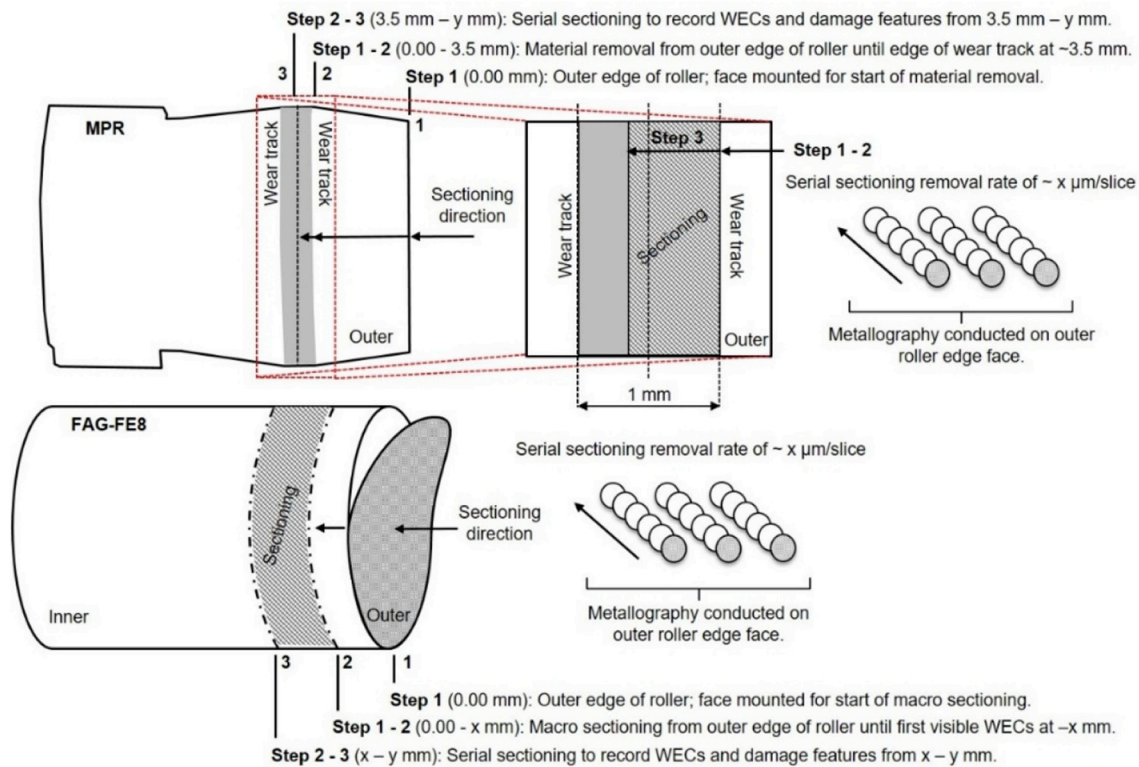 Step 2 - 3 (3.5 mm – y mm): Serial sectioning to record WECs and damage features from 3.5 mm – y mm.
Step 1 - 2 (0.00 - 3.5 mm): Material removal from outer edge of roller until edge of wear track at ~3.5 mm.
3 2
Step 1 (0.00 mm): Outer edge of roller; face mounted for start of material removal.
1
MPR
Wear track
Wear track
Sectioning
direction
Outer
Step 3
Step 1 - 2
Wear track
Sectioning
Wear track
Outer
1 mm
Serial sectioning removal rate of ~ x µm/slice
Metallography conducted on outer
roller edge face.
FAG-FE8
Sectioning
Inner
Outer
Sectioning
direction
Serial sectioning removal rate of ~ x µm/slice
Metallography conducted on
outer roller edge face.
3 2 1
Step 1 (0.00 mm): Outer edge of roller; face mounted for start of macro sectioning.
Step 1 - 2 (0.00 - x mm): Macro sectioning from outer edge of roller until first visible WECs at –x mm.
Step 2 - 3 (x – y mm): Serial sectioning to record WECs and damage features from x – y mm.